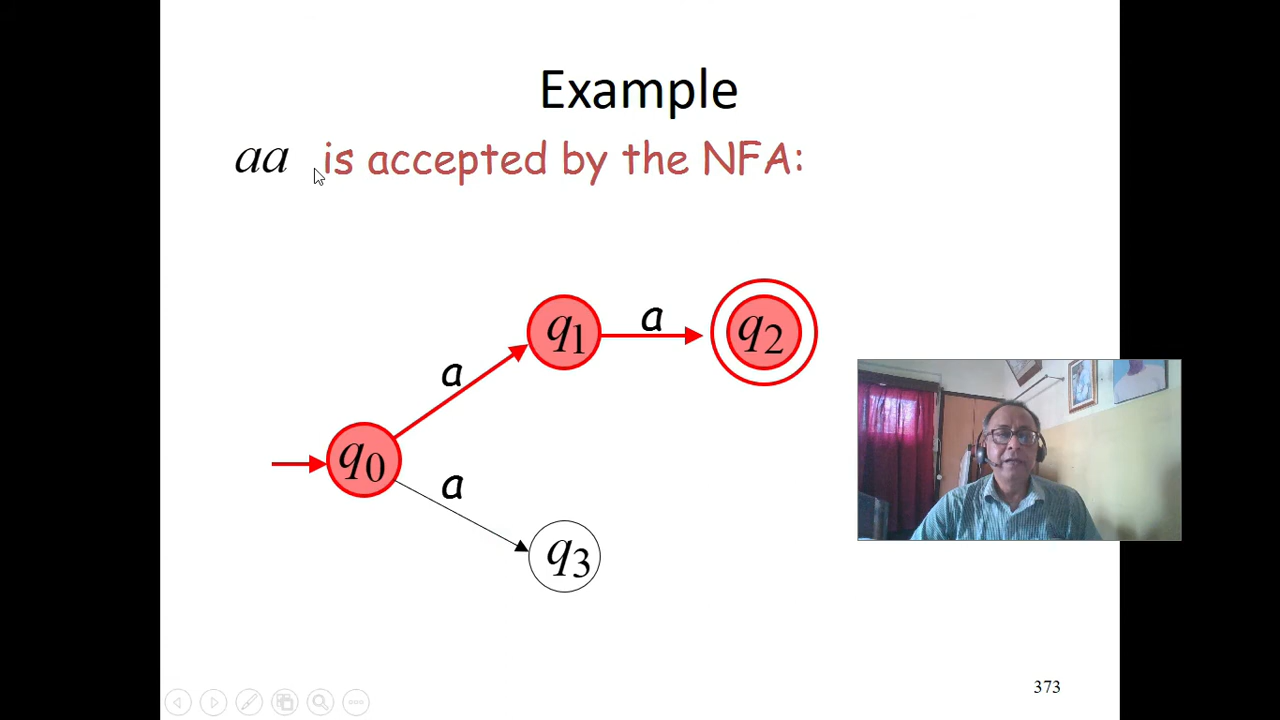 Example
aa is accepted by the NFA:
q1 a q2
a
q0
a
q3
373